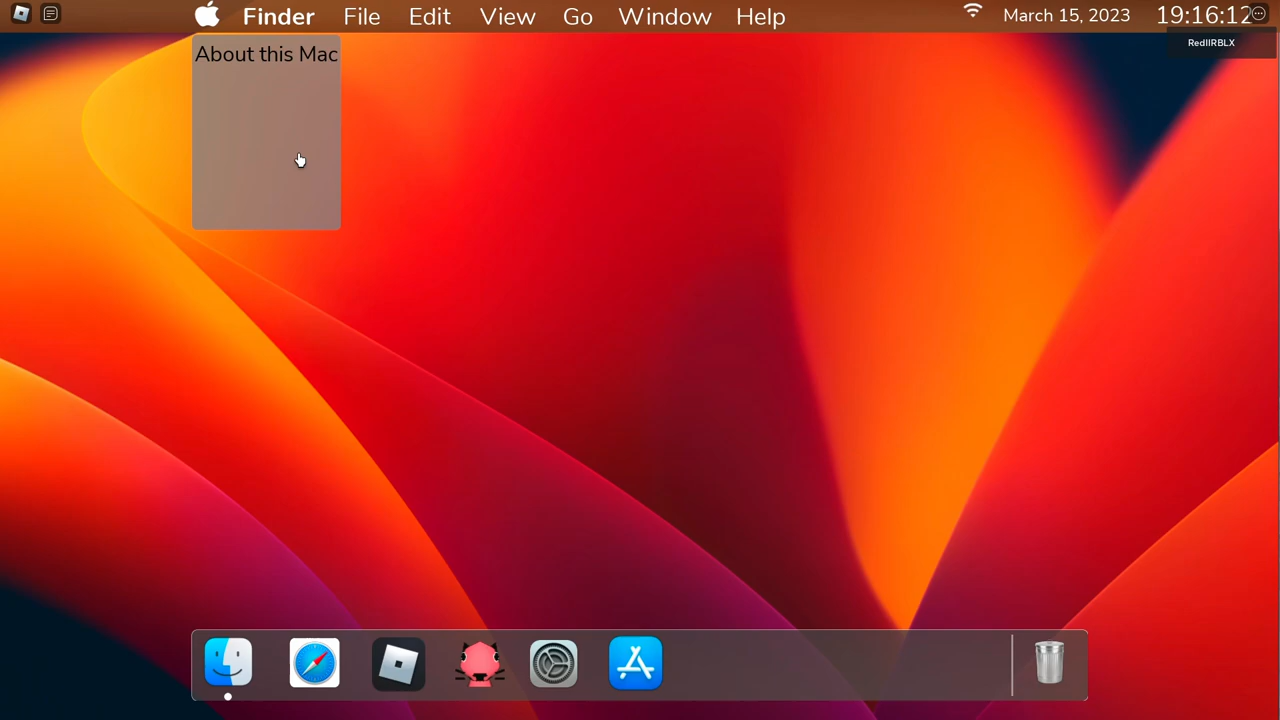 Finder File Edit View Go Window Help March 15, 2023 19:16:12
RedIIRBLX
About this Mac